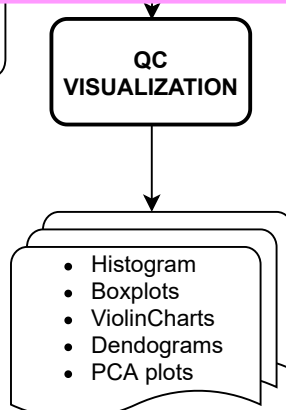 QC
VISUALIZATION
Histogram
Boxplots
ViolinCharts
Dendograms
PCA plots